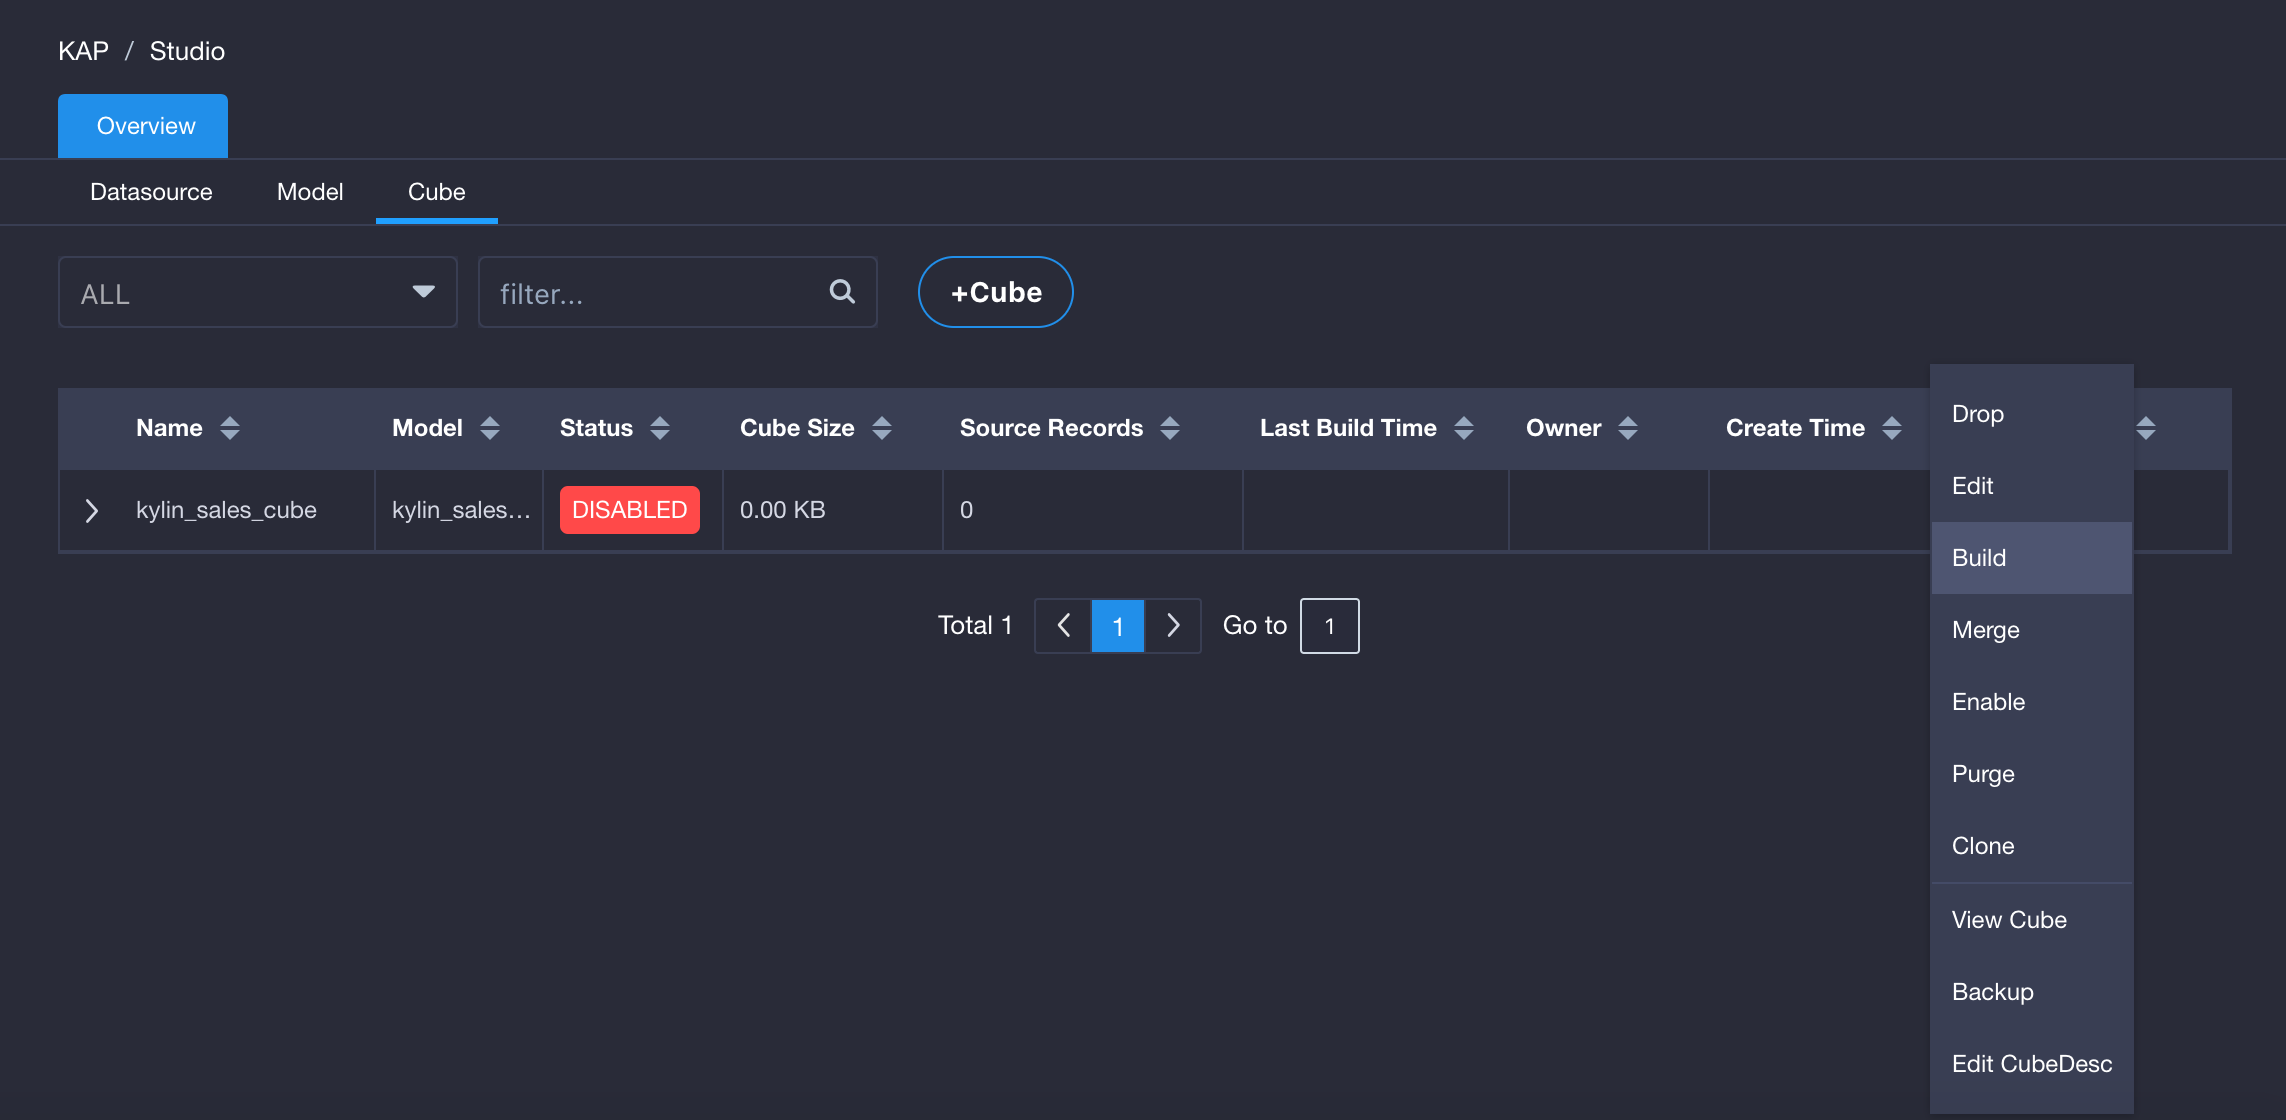 KAP / Studio
Overview
Datasource Model Cube
ALL filter... +Cube
Name Model Status Cube Size Source Records Last Build Time Owner Create Time
kylin_sales_cube kylin_sales... DISABLED 0.00 KB 0
Total 1 1 Go to 1
Drop
Edit
Build
Merge
Enable
Purge
Clone
View Cube
Backup
Edit CubeDesc